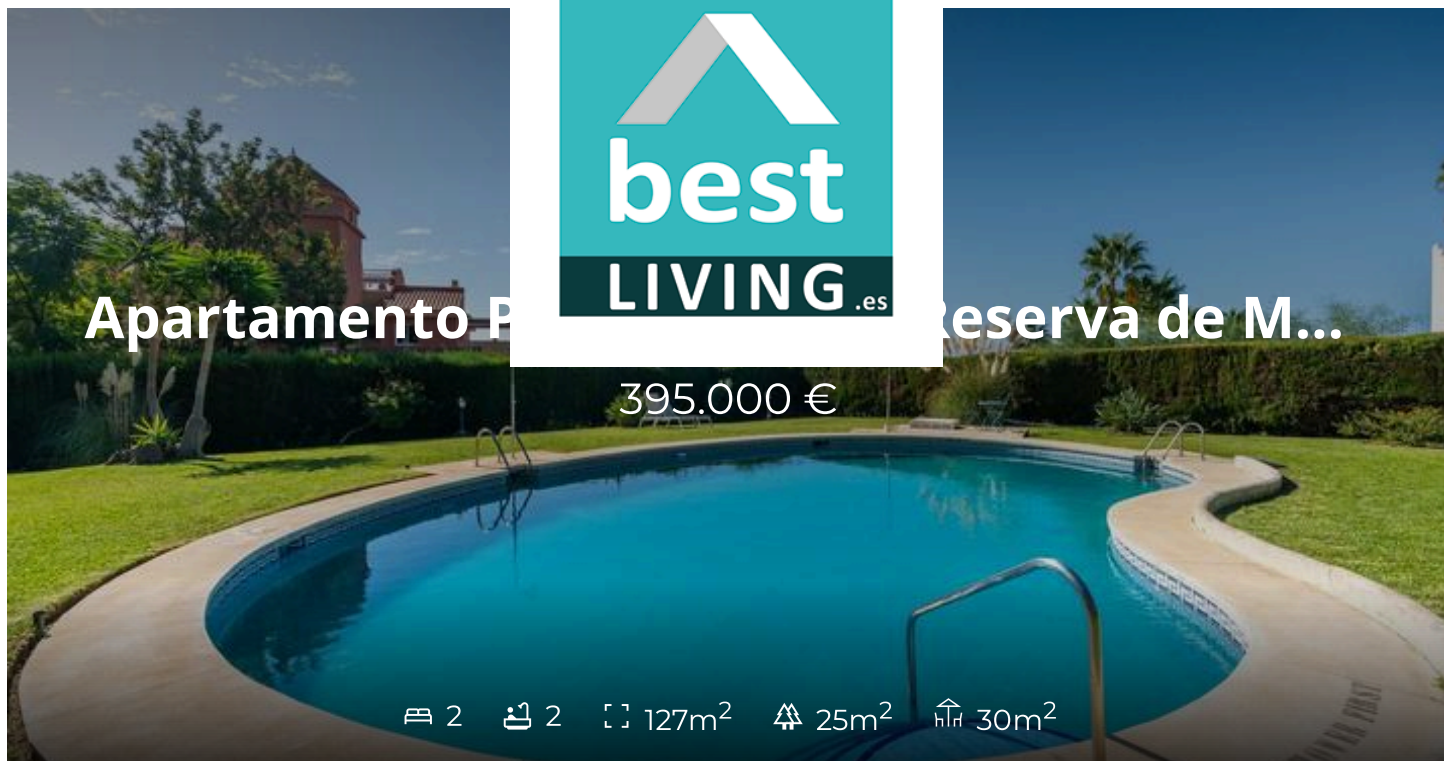 best
LIVING.es
Apartamento P Reserva de M...
395.000 €
2 2 127m² 25m² 30m²